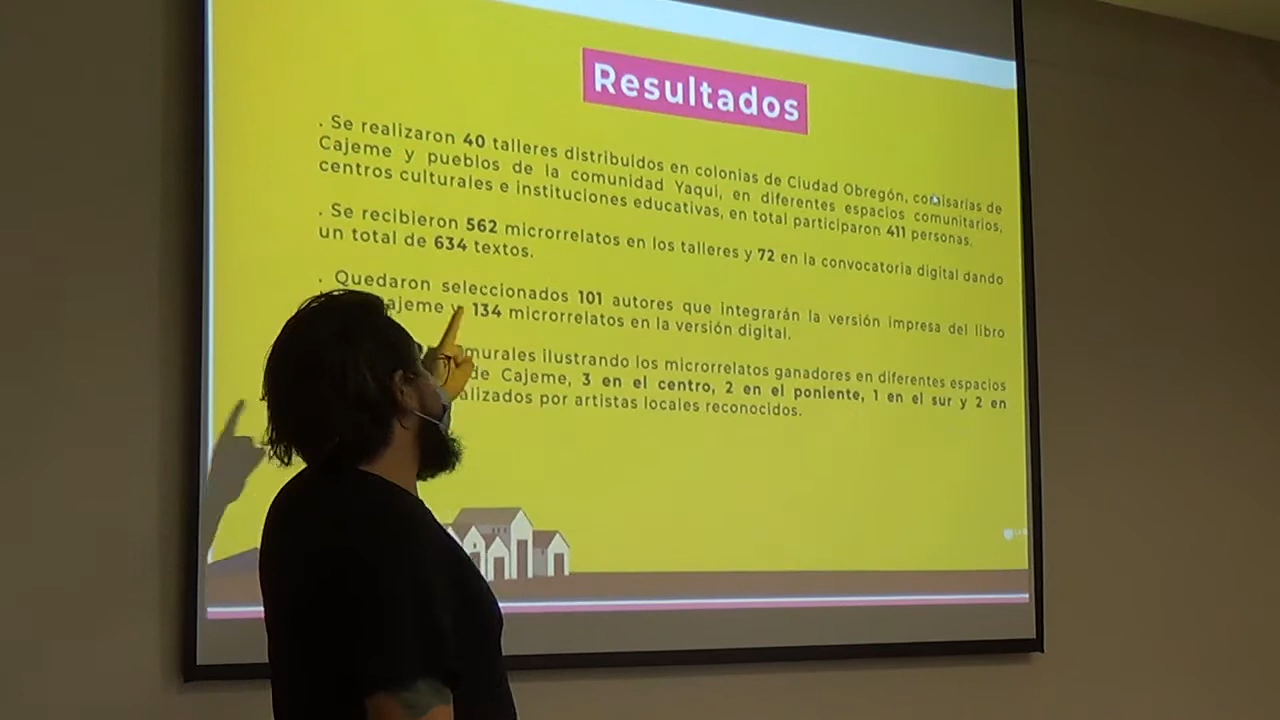 Resultados
. Se realizaron 40 talleres distribuídos en colonias de Ciudad Obregón, comisarías de
Cajeme y pueblos de la comunidad Yaqui, en diferentes espacios comunitarios,
centros culturales e instituciones educativas, en total participaron 411 personas.
. Se recibieron 562 microrrelatos en los talleres y 72 en la convocatoria digital dando
un total de 634 textos.
. Quedaron seleccionados 101 autores que integrarán la versión impresa del libro
ajeme y 134 microrrelatos en la versión digital.
murales ilustrando los microrrelatos ganadores en diferentes espacios
de Cajeme, 3 en el centro, 2 en el poniente, 1 en el sur y 2 en
alizados por artistas locales reconocidos.